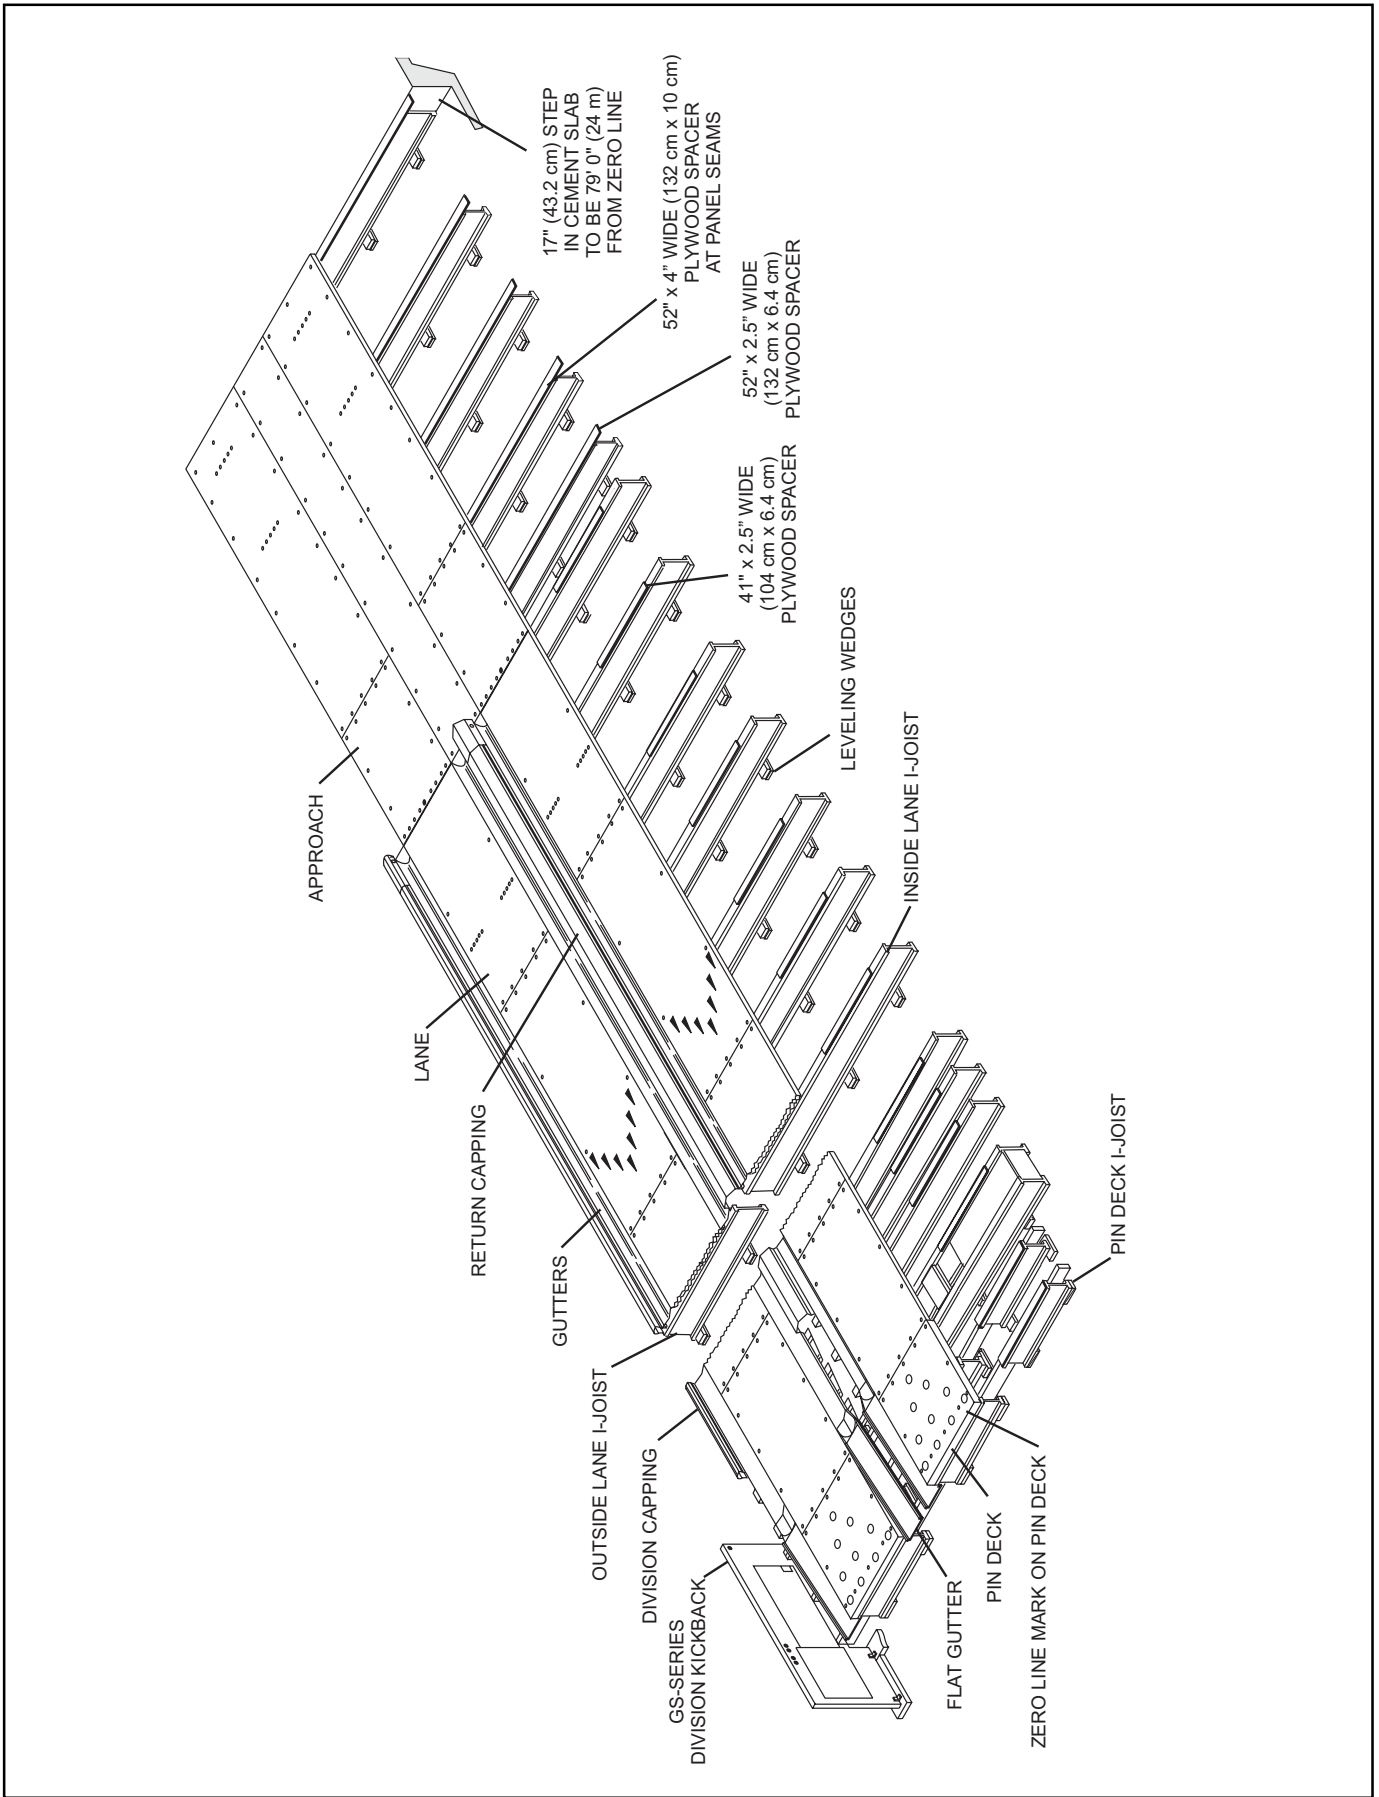 17" (43.2 cm) STEP
IN CEMENT SLAB
TO BE 79' 0" (24 m)
FROM ZERO LINE
52" x 4" WIDE (132 cm x 10 cm)
PLYWOOD SPACER
AT PANEL SEAMS
52" x 2.5" WIDE
(132 cm x 6.4 cm)
PLYWOOD SPACER
41" x 2.5" WIDE
(104 cm x 6.4 cm)
PLYWOOD SPACER
LEVELING WEDGES
INSIDE LANE I-JOIST
PIN DECK I-JOIST
APPROACH
LANE
RETURN CAPPING
GUTTERS
OUTSIDE LANE I-JOIST
DIVISION CAPPING
GS-SERIES
DIVISION KICKBACK
FLAT GUTTER
PIN DECK
ZERO LINE MARK ON PIN DECK